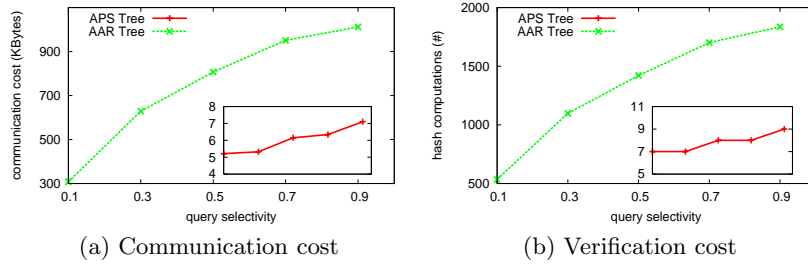 APS Tree
AAR Tree
communication cost (KBytes)
900
700
500
300
8
7
6
5
4
0.1 0.3 0.5 0.7 0.9
query selectivity
(a) Communication cost
APS Tree
AAR Tree
hash computations (#)
2000
1500
1000
500
11
9
7
5
0.1 0.3 0.5 0.7 0.9
query selectivity
(b) Verification cost